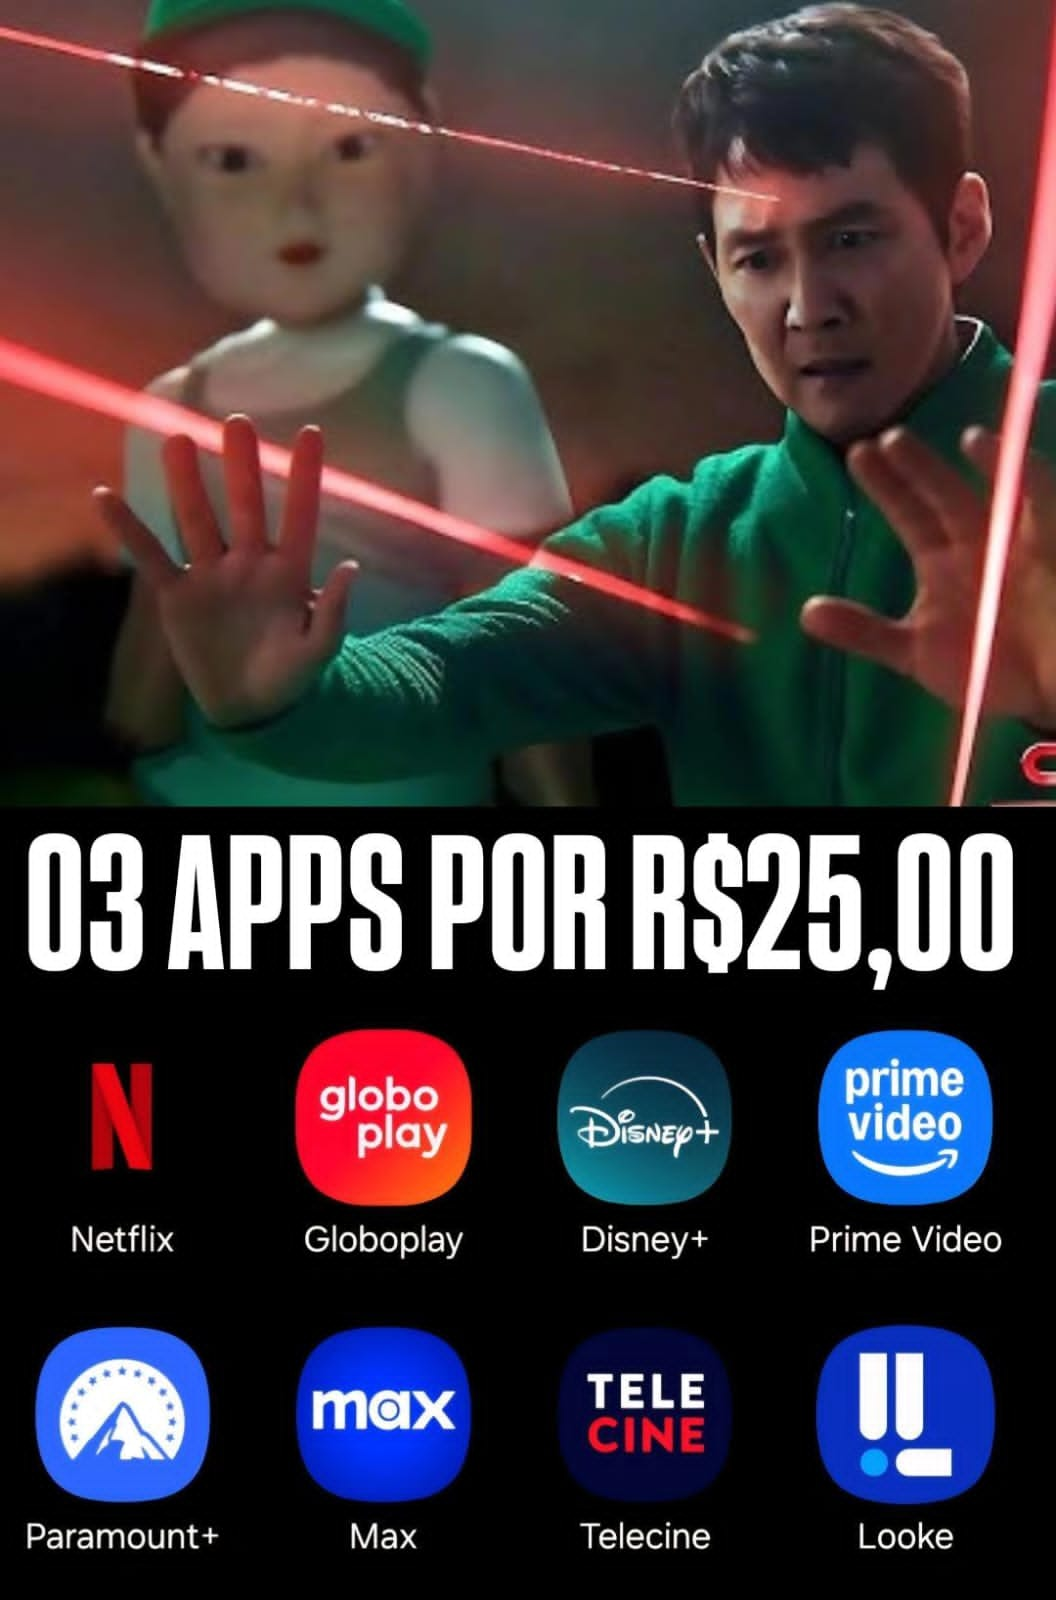 03 APPS POR R$25,00
N
globo
play
Disney+
prime
video
Netflix
Globoplay
Disney+
Prime Video
max
TELE
CINE
Paramount+
Max
Telecine
Looke